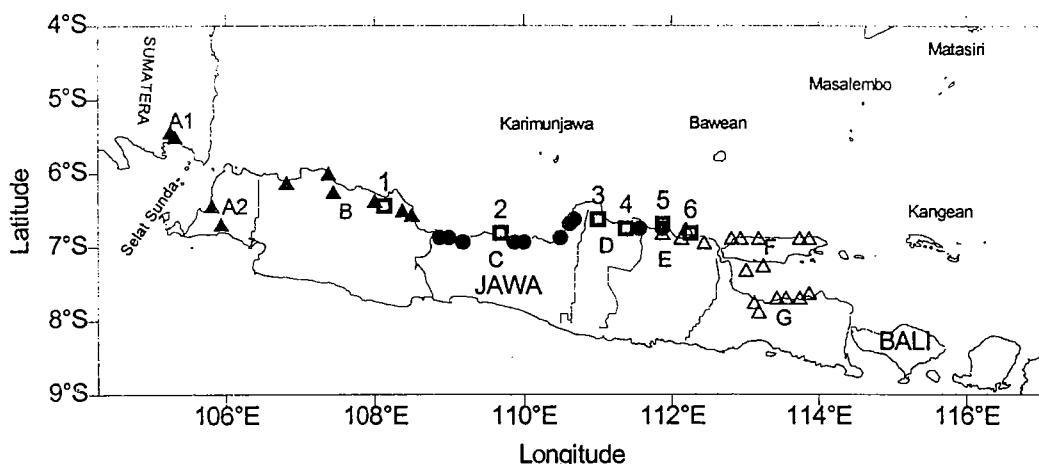 4°S
Matasiri
SUMATERA
Masalembo
5°S
A1
Karimunjawa
Bawean
6°S
Selat Sunda
A2
B
1
2
3
4
5
6
Kangean
7°S
C
D
E
F
JAWA
G
8°S
BALI
9°S
106°E
108°E
110°E
112°E
114°E
116°E
Latitude
Longitude